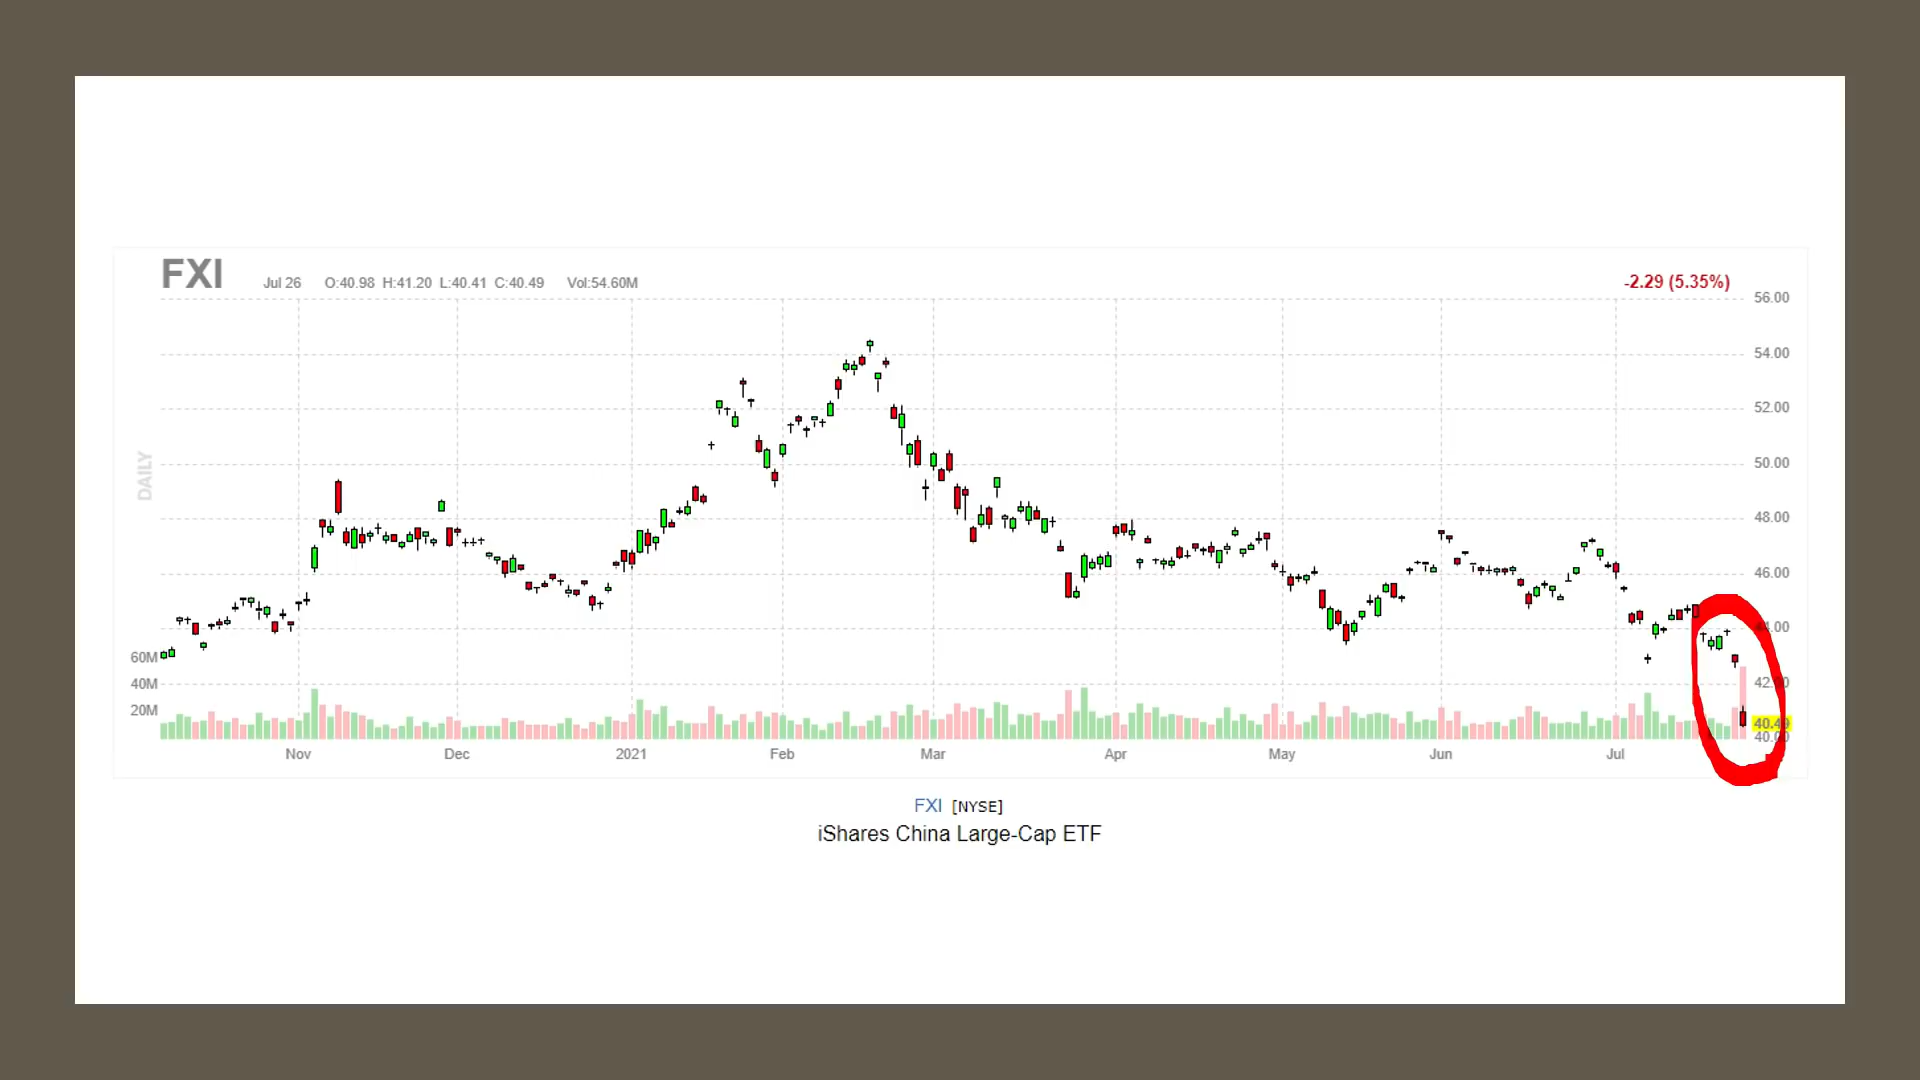 FXI Jul 26 O:40.98 H:41.20 L:40.41 C:40.49 Vol:54.60M -2.29 (5.35%)
56.00
54.00
52.00
50.00
48.00
46.00
DAILY
60M
40M
20M
40.49
Nov Dec 2021 Feb Mar Apr May Jun Jul
FXI [NYSE]
iShares China Large-Cap ETF